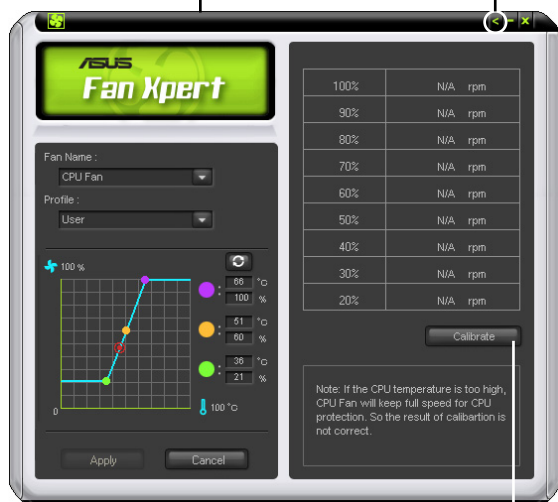 ASUS
Fan Xpert
Fan Name :
CPU Fan
Profile :
User
100 %
66 °C
100 %
51 °C
60 %
36 °C
21 %
0
100 °C
Apply
Cancel
< - x
100% N/A rpm
90% N/A rpm
80% N/A rpm
70% N/A rpm
60% N/A rpm
50% N/A rpm
40% N/A rpm
30% N/A rpm
20% N/A rpm
Calibrate
Note: If the CPU temperature is too high,
CPU Fan will keep full speed for CPU
protection. So the result of calibartion is
not correct.